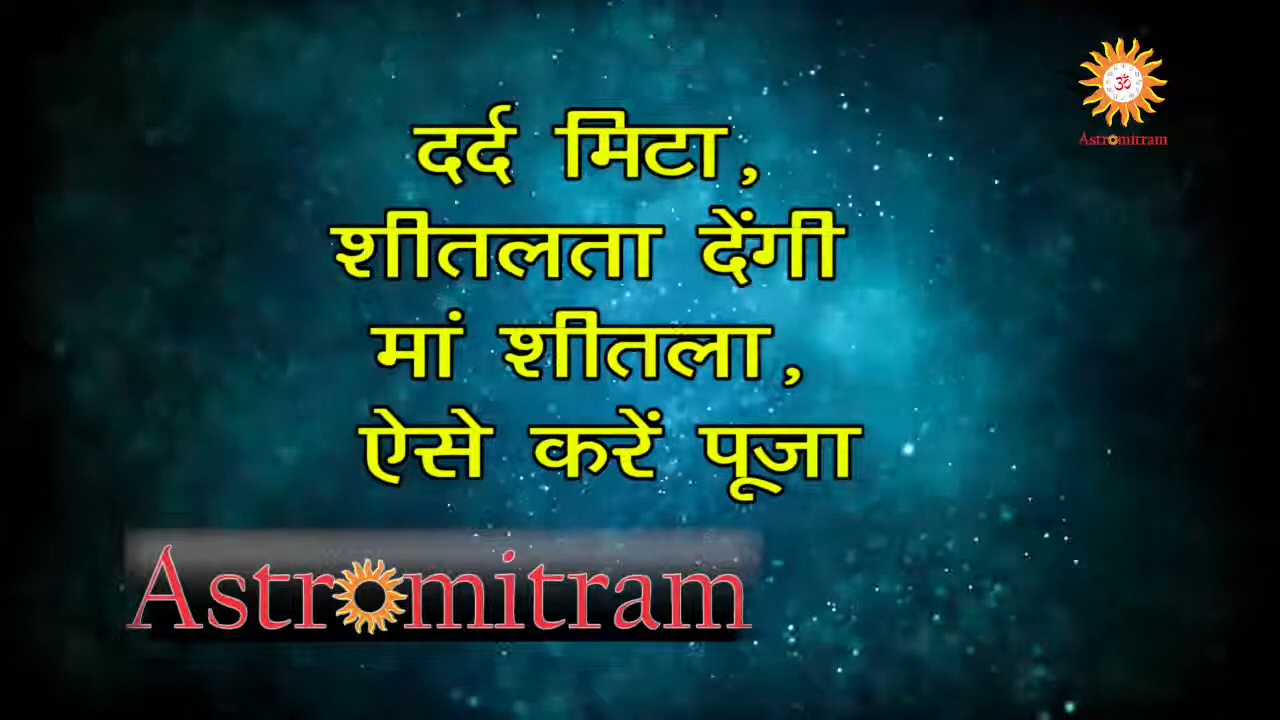 ॐ
Astromitram
दर्द मिटा,
शीतलता देंगी
मां शीतला,
ऐसे करें पूजा
Astromitram